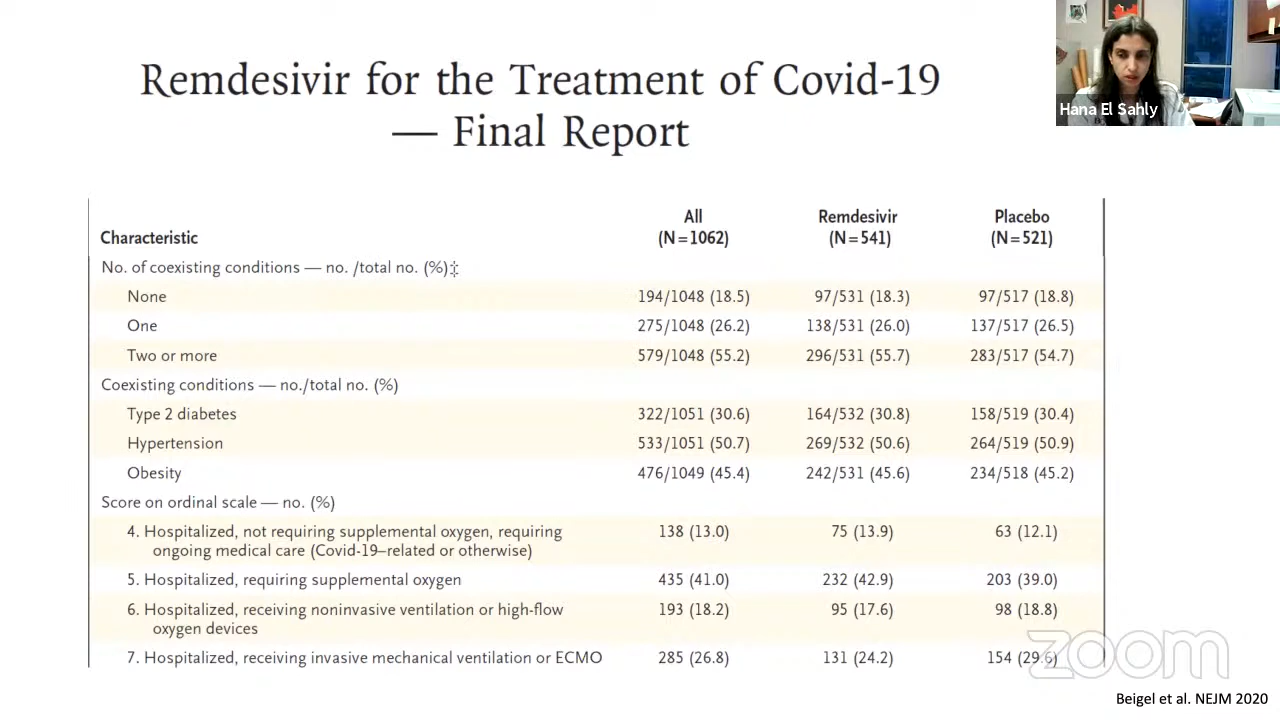 Hana El Sahly
Remdesivir for the Treatment of Covid-19
— Final Report
Characteristic All (N=1062) Remdesivir (N=541) Placebo (N=521)
No. of coexisting conditions — no. /total no. (%)‡
None 194/1048 (18.5) 97/531 (18.3) 97/517 (18.8)
One 275/1048 (26.2) 138/531 (26.0) 137/517 (26.5)
Two or more 579/1048 (55.2) 296/531 (55.7) 283/517 (54.7)
Coexisting conditions — no./total no. (%)
Type 2 diabetes 322/1051 (30.6) 164/532 (30.8) 158/519 (30.4)
Hypertension 533/1051 (50.7) 269/532 (50.6) 264/519 (50.9)
Obesity 476/1049 (45.4) 242/531 (45.6) 234/518 (45.2)
Score on ordinal scale — no. (%)
4. Hospitalized, not requiring supplemental oxygen, requiring 138 (13.0) 75 (13.9) 63 (12.1)
ongoing medical care (Covid-19–related or otherwise)
5. Hospitalized, requiring supplemental oxygen 435 (41.0) 232 (42.9) 203 (39.0)
6. Hospitalized, receiving noninvasive ventilation or high-flow 193 (18.2) 95 (17.6) 98 (18.8)
oxygen devices
7. Hospitalized, receiving invasive mechanical ventilation or ECMO 285 (26.8) 131 (24.2) 154 (29.6)
zoom
Beigel et al. NEJM 2020